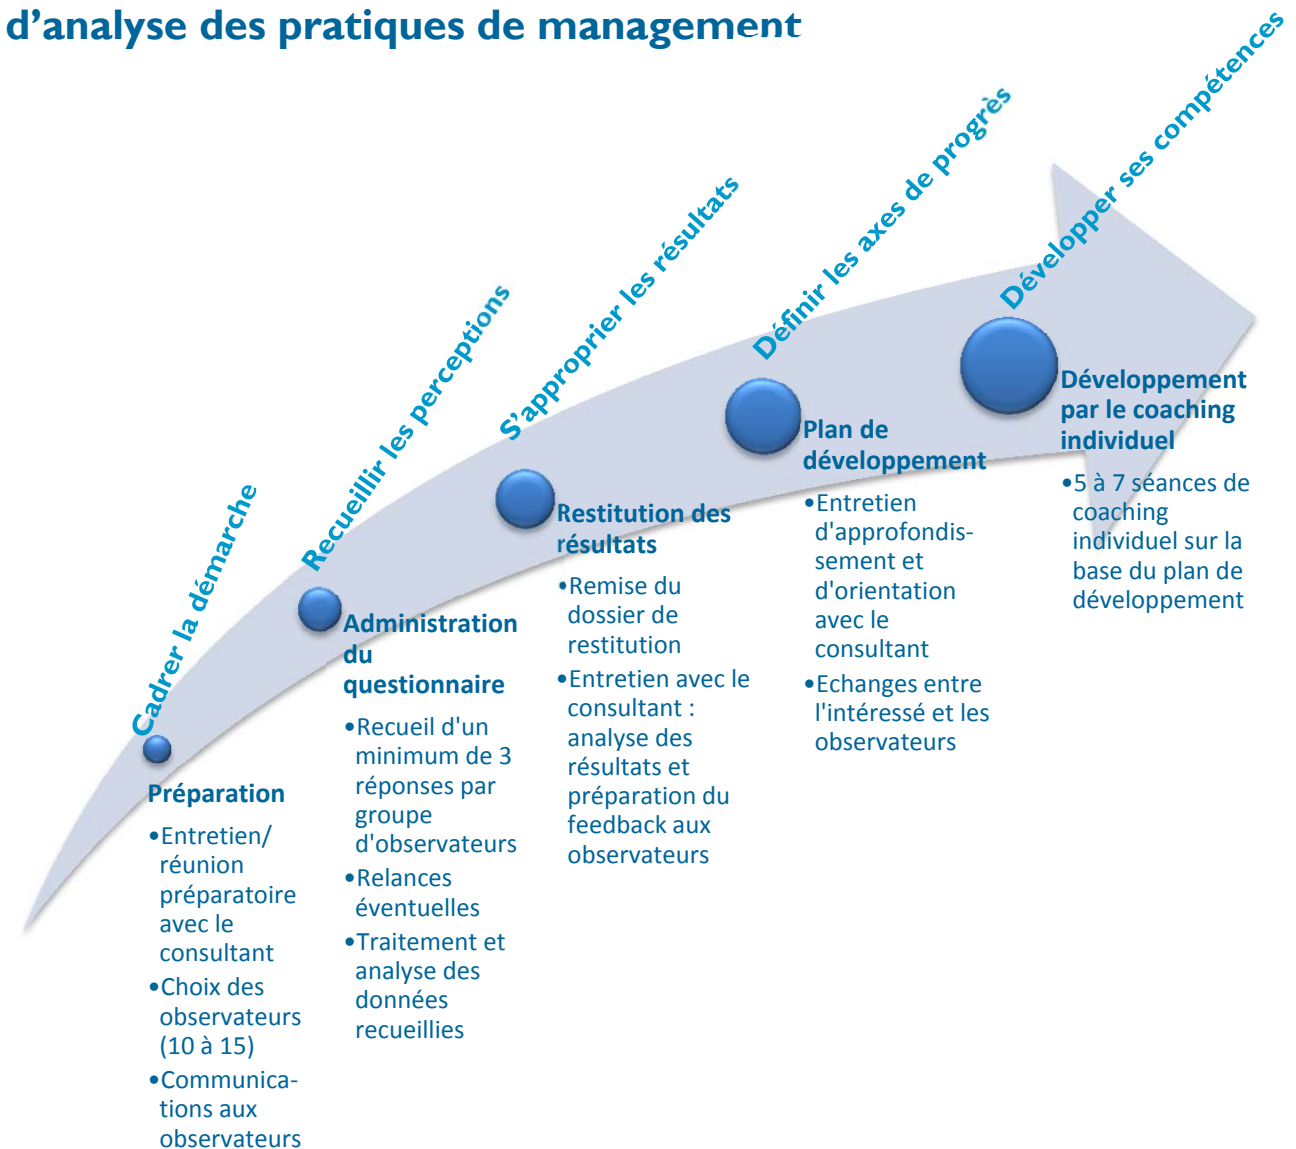 d'analyse des pratiques de management
Cadrer la démarche
Recueillir les perceptions
S'approprier les résultats
Définir les axes de progrès
Développer ses compétences
Préparation
•Entretien/
réunion
préparatoire
avec le
consultant
•Choix des
observateurs
(10 à 15)
•Communica-
tions aux
observateurs
Administration
du
questionnaire
•Recueil d'un
minimum de 3
réponses par
groupe
d'observateurs
•Relances
éventuelles
•Traitement et
analyse des
données
recueillies
Restitution des
résultats
•Remise du
dossier de
restitution
•Entretien avec le
consultant :
analyse des
résultats et
préparation du
feedback aux
observateurs
Plan de
développement
•Entretien
d'approfondis-
sement et
d'orientation
avec le
consultant
•Echanges entre
l'intéressé et les
observateurs
Développement
par le coaching
individuel
•5 à 7 séances de
coaching
individuel sur la
base du plan de
développement